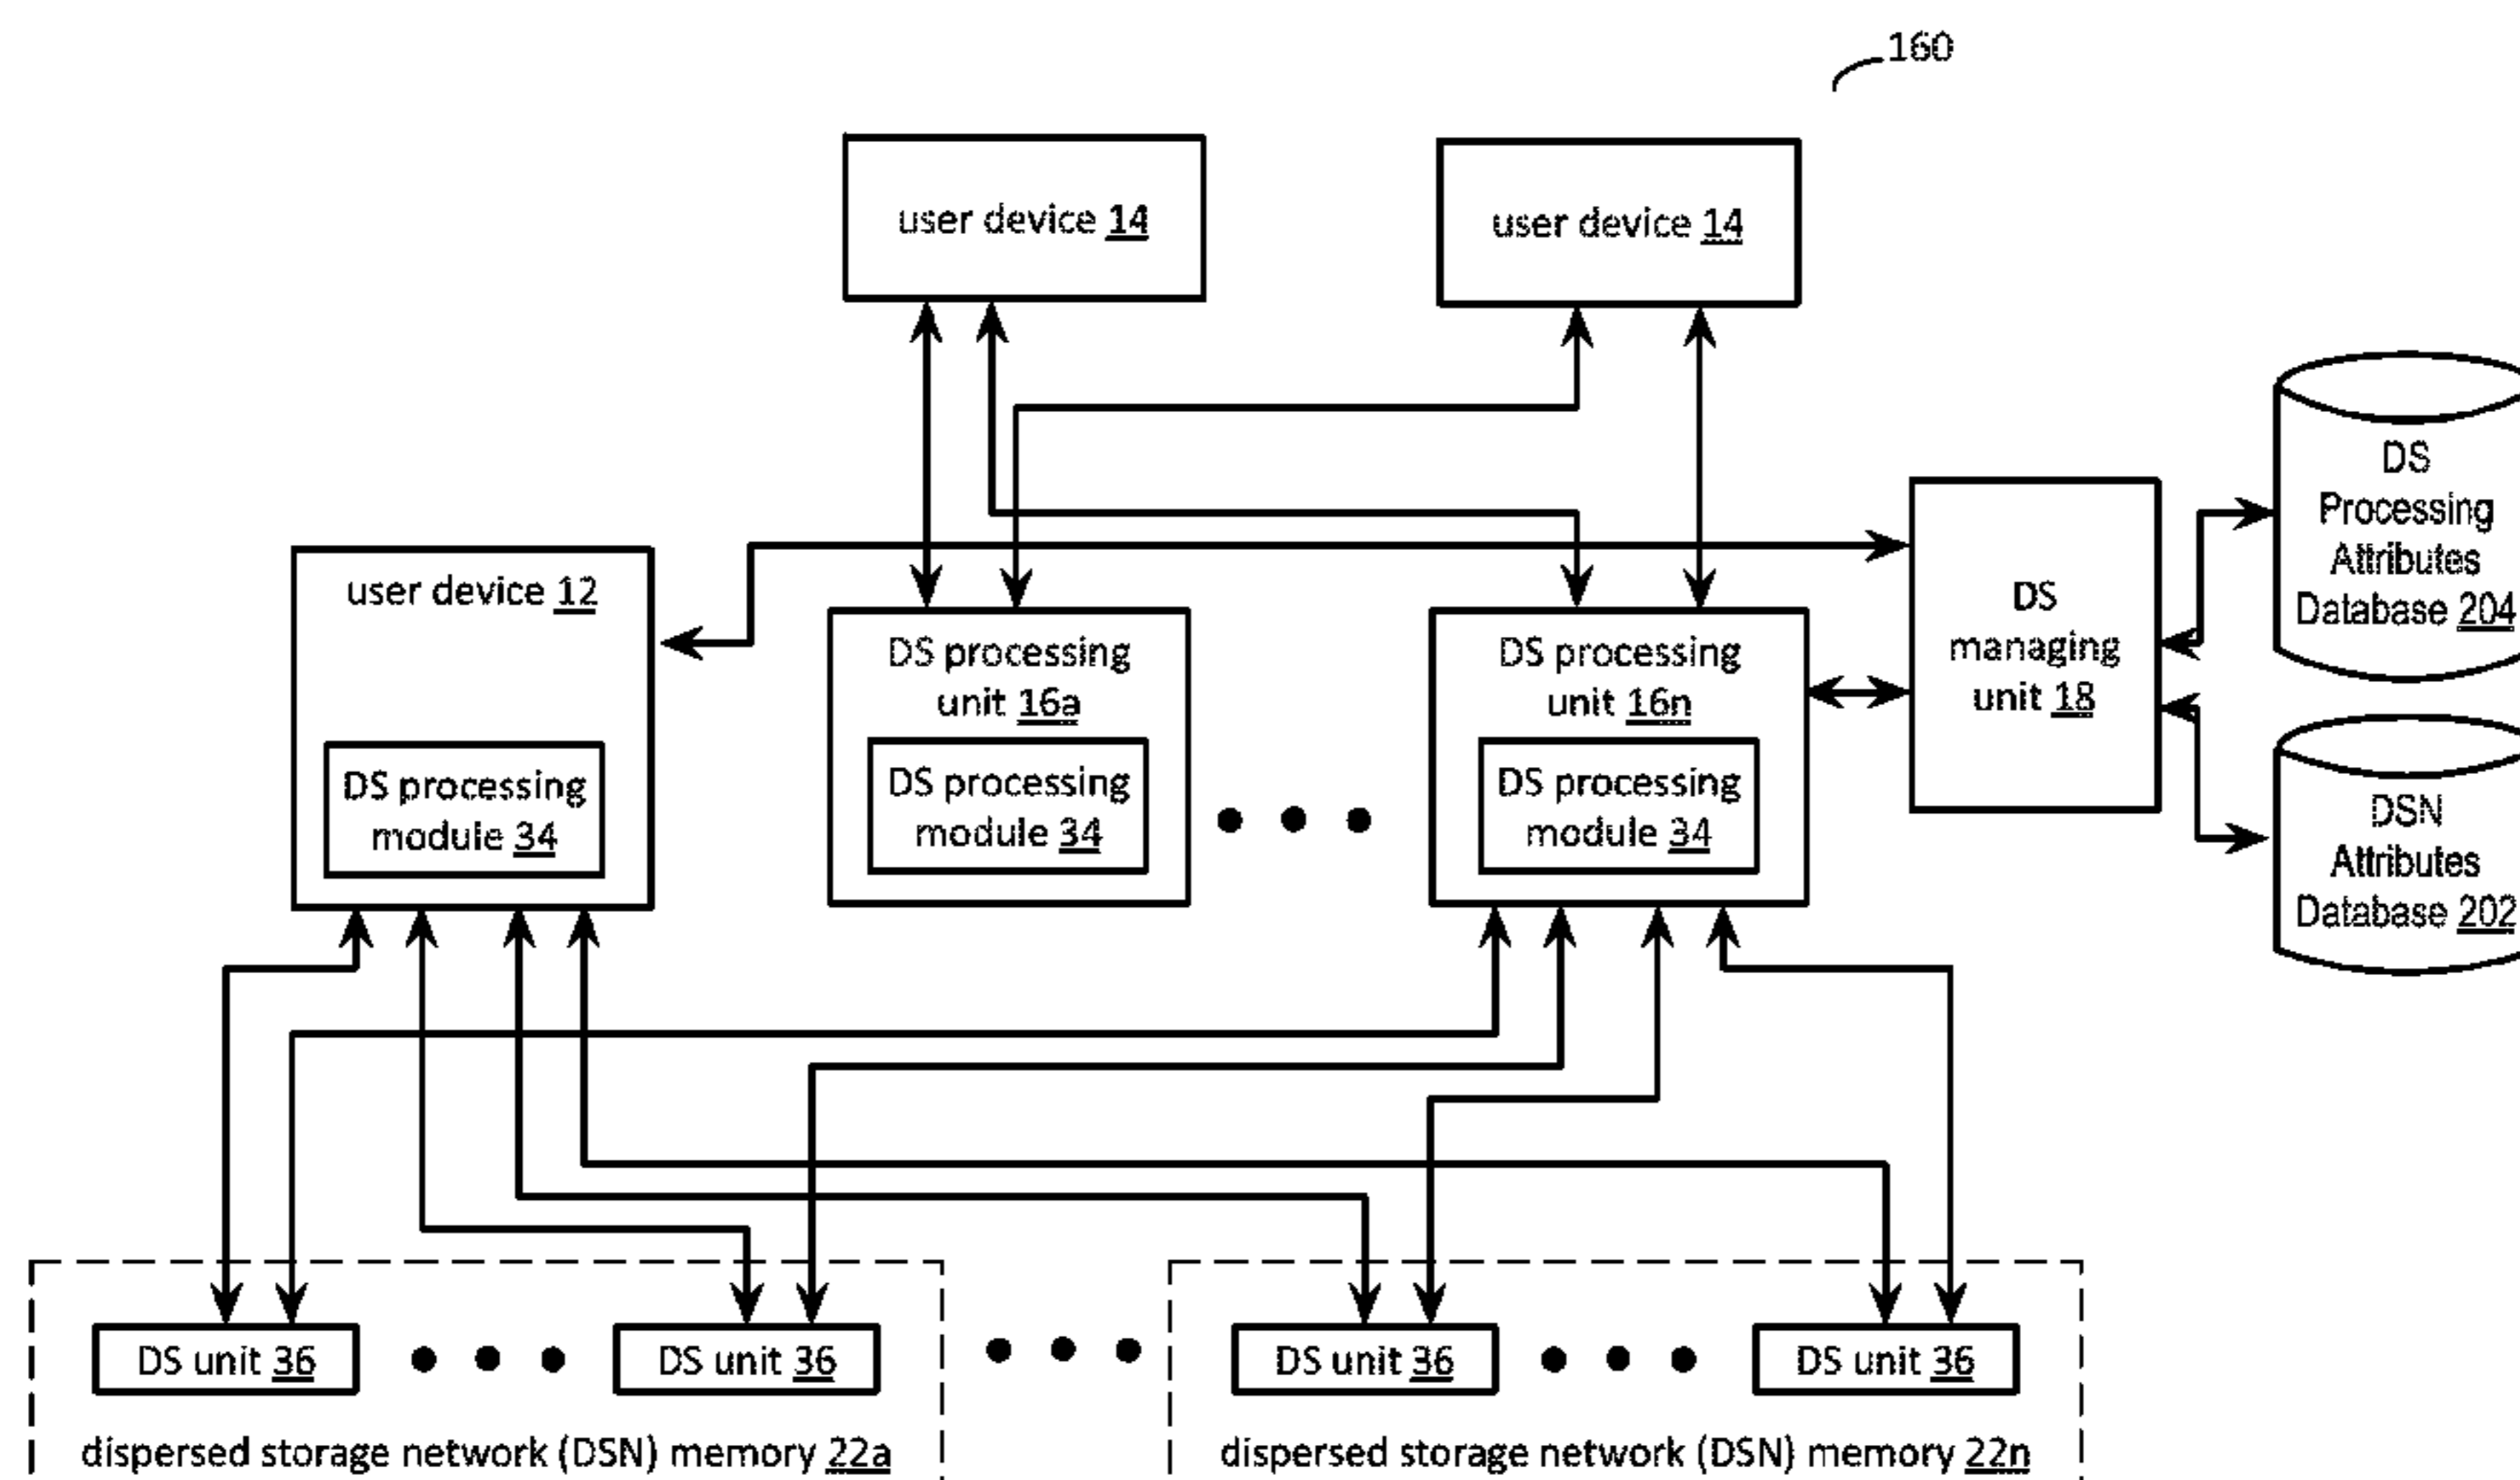 160
user device 14
user device 14
user device 12
DS processing
module 34
DS processing
unit 16a
DS processing
module 34
DS processing
unit 16n
DS processing
module 34
DS
managing
unit 18
DS
Processing
Attributes
Database 204
DSN
Attributes
Database 202
DS unit 36
DS unit 36
DS unit 36
DS unit 36
dispersed storage network (DSN) memory 22a
dispersed storage network (DSN) memory 22n